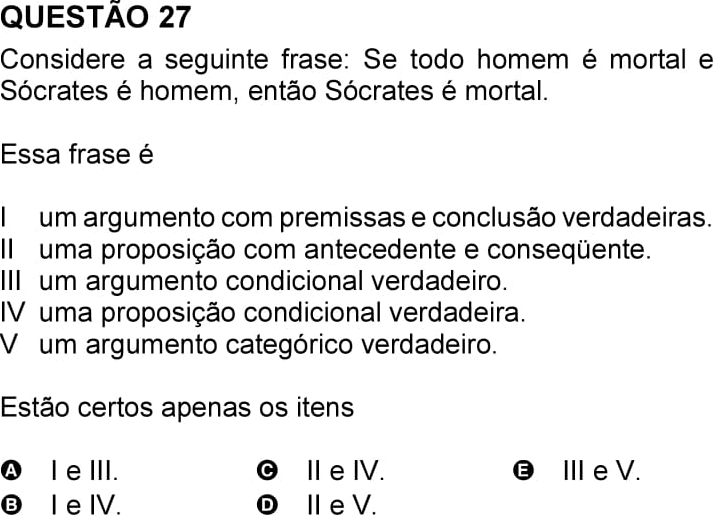 QUESTÃO 27
Considere a seguinte frase: Se todo homem é mortal e
Sócrates é homem, então Sócrates é mortal.
Essa frase é
I um argumento com premissas e conclusão verdadeiras.
II uma proposição com antecedente e conseqüente.
III um argumento condicional verdadeiro.
IV uma proposição condicional verdadeira.
V um argumento categórico verdadeiro.
Estão certos apenas os itens
A I e III. C II e IV. E III e V.
B I e IV. D II e V.